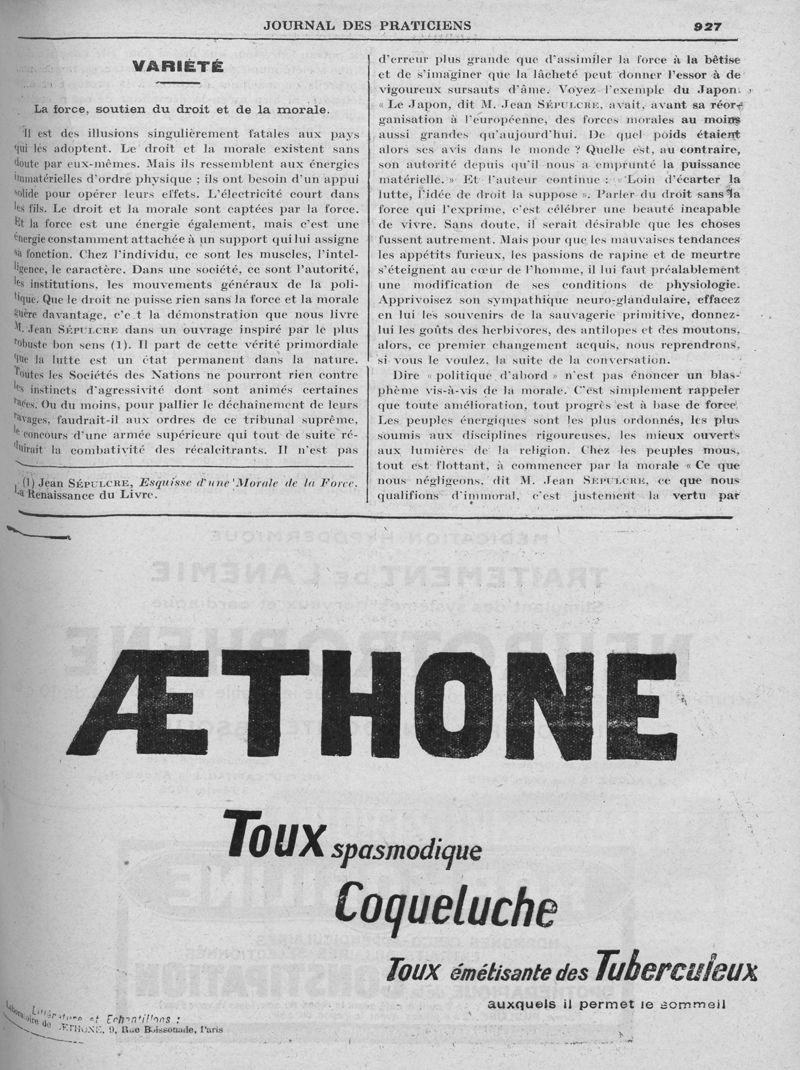 JOURNAL DES PRATICIENS 927
VARIÉTÉ
La force, soutien du droit et de la morale.
Il est des illusions singulièrement fatales aux pays
qui les adoptent. Le droit et la morale existent sans
doute par eux-mêmes. Mais ils ressemblent aux énergies
immatérielles d'ordre physique ; ils ont besoin d'un appui
solide pour opérer leurs effets. L'électricité court dans
les fils. Le droit et la morale sont captées par la force.
Et la force est une énergie également, mais c'est une
énergie constamment attachée à un support qui lui assigne
sa fonction. Chez l'individu, ce sont les muscles, l'intel-
ligence, le caractère. Dans une société, ce sont l'autorité,
les institutions, les mouvements généraux de la poli-
tique. Que le droit ne puisse rien sans la force et la morale
guère davantage, c'e t la démonstration que nous livre
M. Jean SÉPULCRE dans un ouvrage inspiré par le plus
robuste bon sens (1). Il part de cette vérité primordiale
que la lutte est un état permanent dans la nature.
Toutes les Sociétés des Nations ne pourront rien contre
les instincts d'agressivité dont sont animés certaines
races. Ou du moins, pour pallier le déchaînement de leurs
ravages, faudrait-il aux ordres de ce tribunal suprême,
le concours d'une armée supérieure qui tout de suite ré-
duirait la combativité des récalcitrants. Il n'est pas
(1) Jean SÉPULCRE, Esquisse d'une Morale de la Force.
La Renaissance du Livre.
d'erreur plus grande que d'assimiler la force à la bêtise
et de s'imaginer que la lâcheté peut donner l'essor à de
vigoureux sursauts d'âme. Voyez l'exemple du Japon.
« Le Japon, dit M. Jean SÉPULCRE, avait, avant sa réor-
ganisation à l'européenne, des forces morales au moins
aussi grandes qu'aujourd'hui. De quel poids étaient
alors ses avis dans le monde ? Quelle est, au contraire,
son autorité depuis qu'il nous a emprunté la puissance
matérielle. » Et l'auteur continue : « Loin d'écarter la
lutte, l'idée de droit la suppose ». Parler du droit sans la
force qui l'exprime, c'est célébrer une beauté incapable
de vivre. Sans doute, il serait désirable que les choses
fussent autrement. Mais pour que les mauvaises tendances
les appétits furieux, les passions de rapine et de meurtre
s'éteignent au cœur de l'homme, il lui faut préalablement
une modification de ses conditions de physiologie.
Apprivoisez son sympathique neuro-glandulaire, effacez
en lui les souvenirs de la sauvagerie primitive, donnez-
lui les goûts des herbivores, des antilopes et des moutons,
alors, ce premier changement acquis, nous reprendrons,
si vous le voulez, la suite de la conversation.
Dire « politique d'abord » n'est pas énoncer un blas-
phème vis-à-vis de la morale. C'est simplement rappeler
que toute amélioration, tout progrès est à base de force.
Les peuples énergiques sont les plus ordonnés, les plus
soumis aux disciplines rigoureuses, les mieux ouverts
aux lumières de la religion. Chez les peuples mous,
tout est flottant, à commencer par la morale « Ce que
nous négligeons, dit M. Jean SÉPULCRE, ce que nous
qualifions d'immoral, c'est justement la vertu par
ÆTHONE
Toux spasmodique
Coqueluche
Toux émétisante des Tuberculeux
auxquels il permet le sommeil
Littérature et Echantillons :
Laboratoire de l'ÆTHONE, 9, Rue Boissonade, Paris